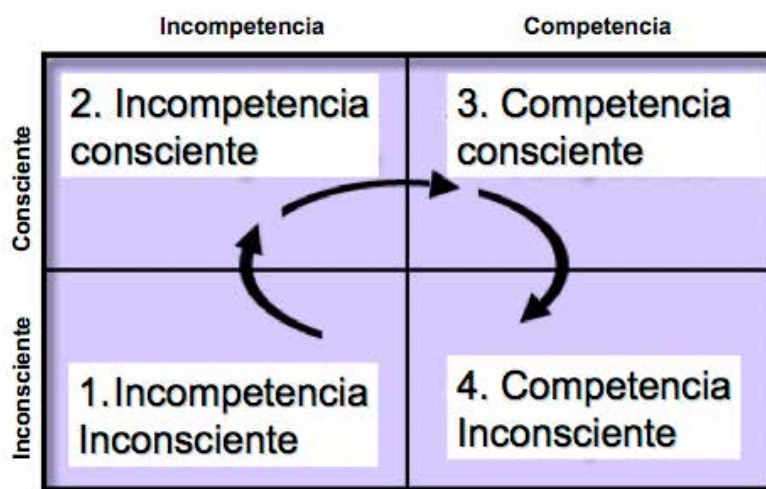 Incompetencia
Competencia
Consciente
2. Incompetencia
consciente
3. Competencia
consciente
Inconsciente
1.Incompetencia
Inconsciente
4. Competencia
Inconsciente